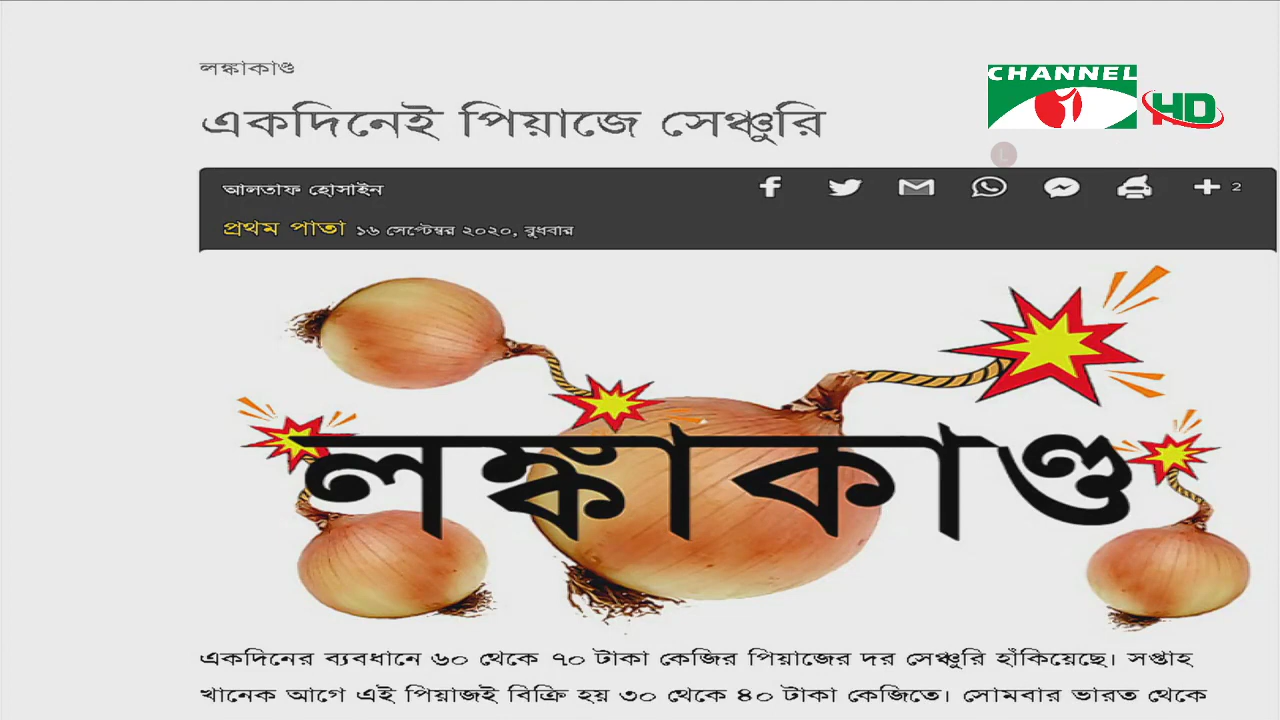 লঙ্কাকাণ্ড
একদিনেই পিয়াজে সেঞ্চুরি
CHANNEL i HD
L
আলতাফ হোসাইন
2
প্রথম পাতা ১৬ সেপ্টেম্বর ২০২০, বুধবার
লঙ্কাকাণ্ড
একদিনের ব্যবধানে ৬০ থেকে ৭০ টাকা কেজির পিয়াজের দর সেঞ্চুরি হাঁকিয়েছে। সপ্তাহ
খানেক আগে এই পিয়াজই বিক্রি হয় ৩০ থেকে ৪০ টাকা কেজিতে। সোমবার ভারত থেকে